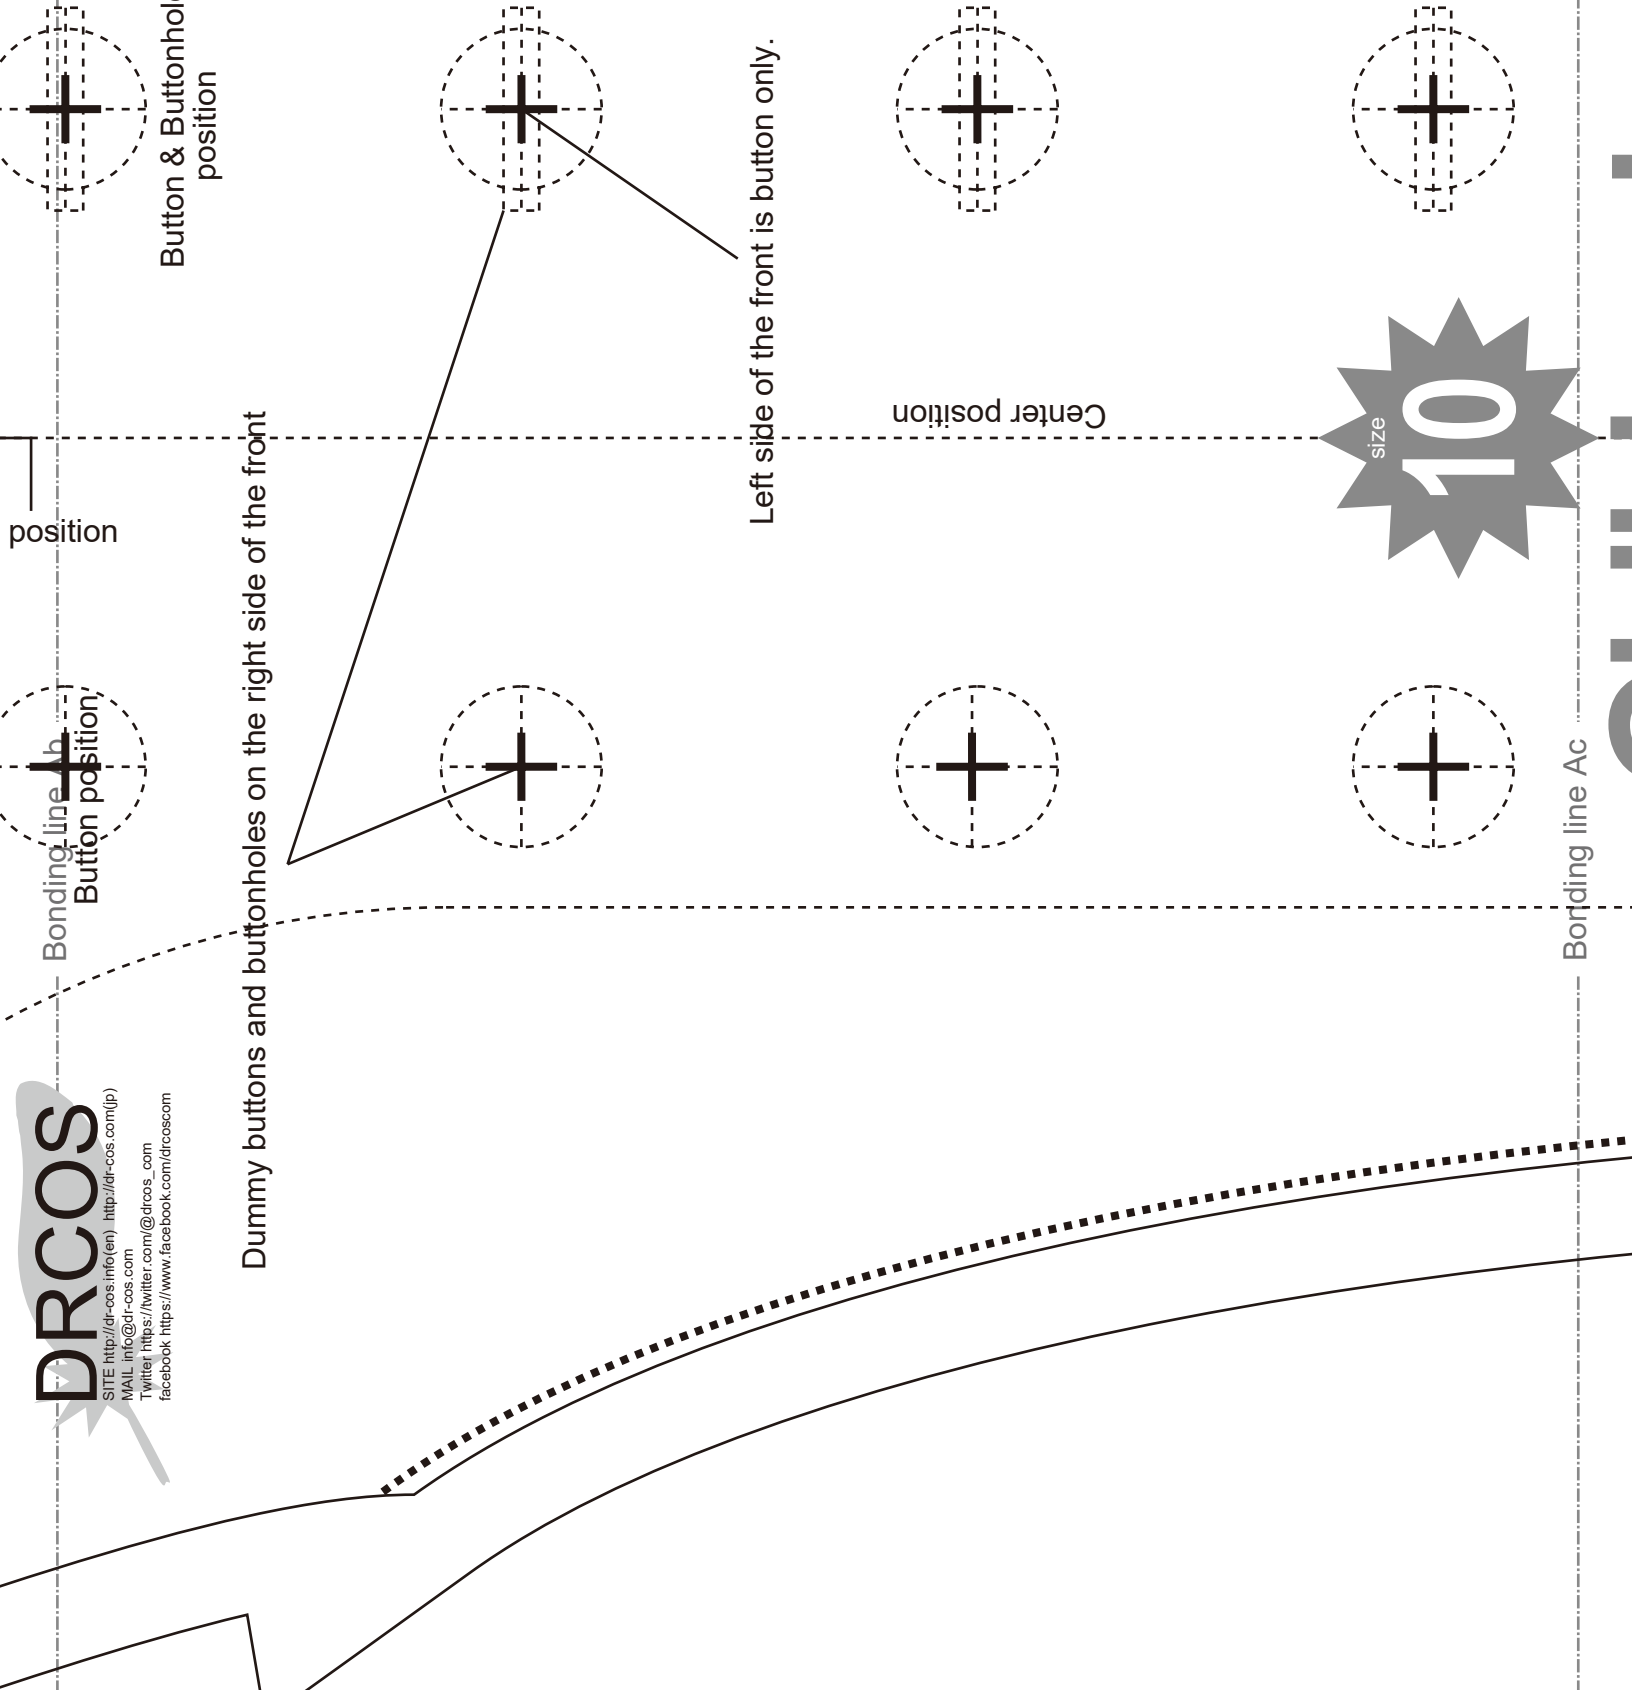 Button & Buttonhol
position
Left side of the front is button only.
Center position
size
10
position
Dummy buttons and buttonholes on the right side of the front
Bonding line Ab
Button position
Bonding line Ac
DRCOS
SITE http://dr-cos.info(en) http://dr-cos.com(jp)
MAIL info@dr-cos.com
Twitter https://twitter.com/@drcos_com
facebook https://www.facebook.com/drcoscom